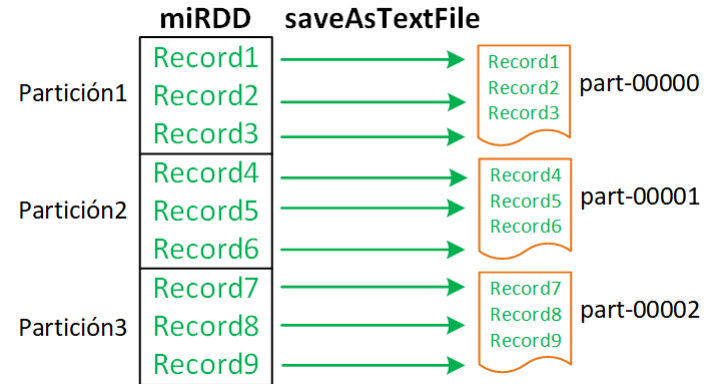 miRDD saveAsTextFile
Partición1
Record1
Record2
Record3
Record1
Record2
Record3
part-00000
Partición2
Record4
Record5
Record6
Record4
Record5
Record6
part-00001
Partición3
Record7
Record8
Record9
Record7
Record8
Record9
part-00002